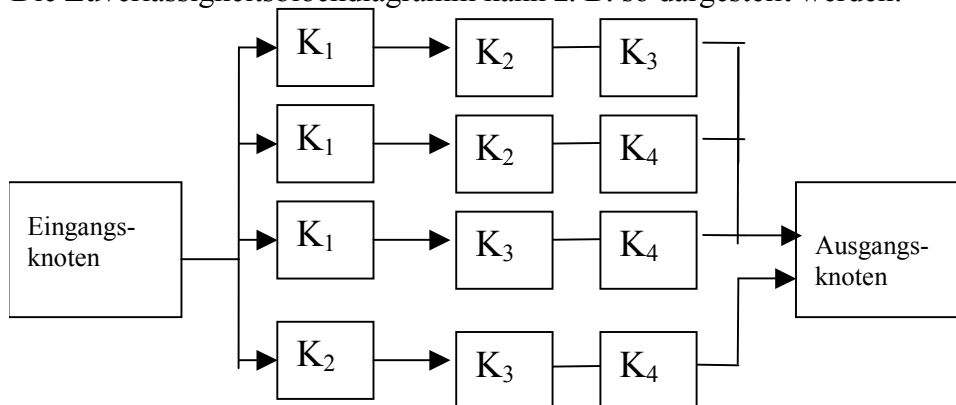 Die Zuverlässigkeitsblockdiagramm kann z. B. so dargestellt werden:
K₁ K₂ K₃
K₁ K₂ K₄
Eingangs-
knoten
K₁ K₃ K₄
Ausgangs-
knoten
K₂ K₃ K₄